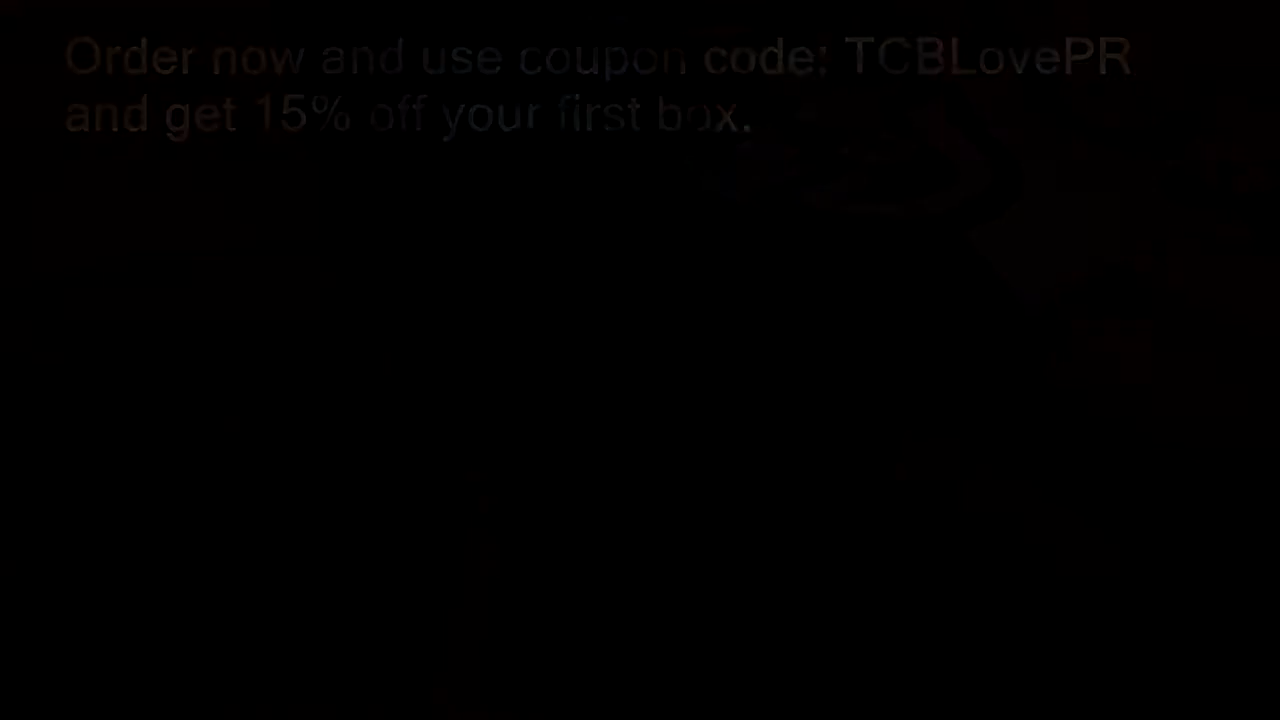 Order now and use coupon code: TCBLovePR
and get 15% off your first box.